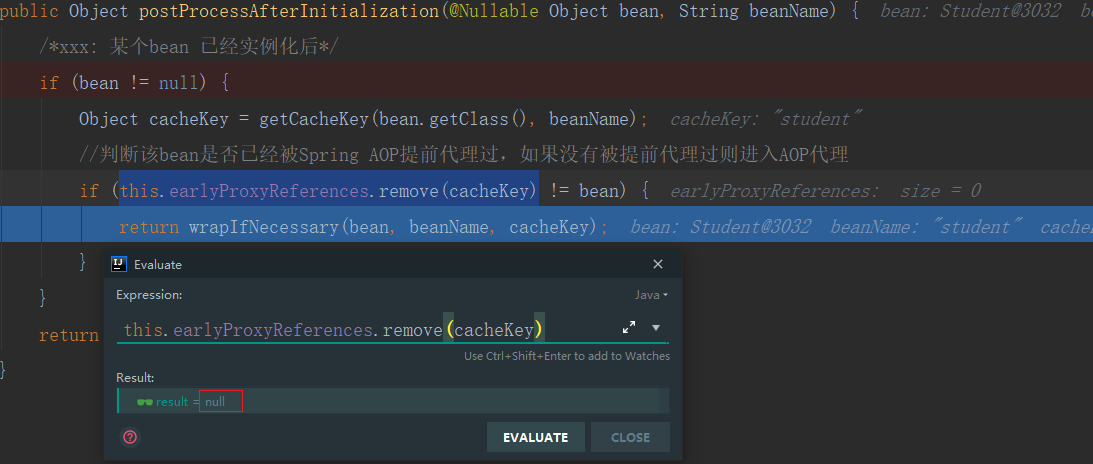 public Object postProcessAfterInitialization(@Nullable Object bean, String beanName) { bean: Student@3032 be
/*xxx: 某个bean 已经实例化后*/
if (bean != null) {
Object cacheKey = getCacheKey(bean.getClass(), beanName); cacheKey: "student"
//判断该bean是否已经被Spring AOP提前代理过，如果没有被提前代理过则进入AOP代理
if (this.earlyProxyReferences.remove(cacheKey) != bean) { earlyProxyReferences: size = 0
return wrapIfNecessary(bean, beanName, cacheKey); bean: Student@3032 beanName: "student" cacheK
}
Evaluate
Expression:
Java
}
this.earlyProxyReferences.remove(cacheKey)
return
Use Ctrl+Shift+Enter to add to Watches
}
Result:
result = null
EVALUATE
CLOSE